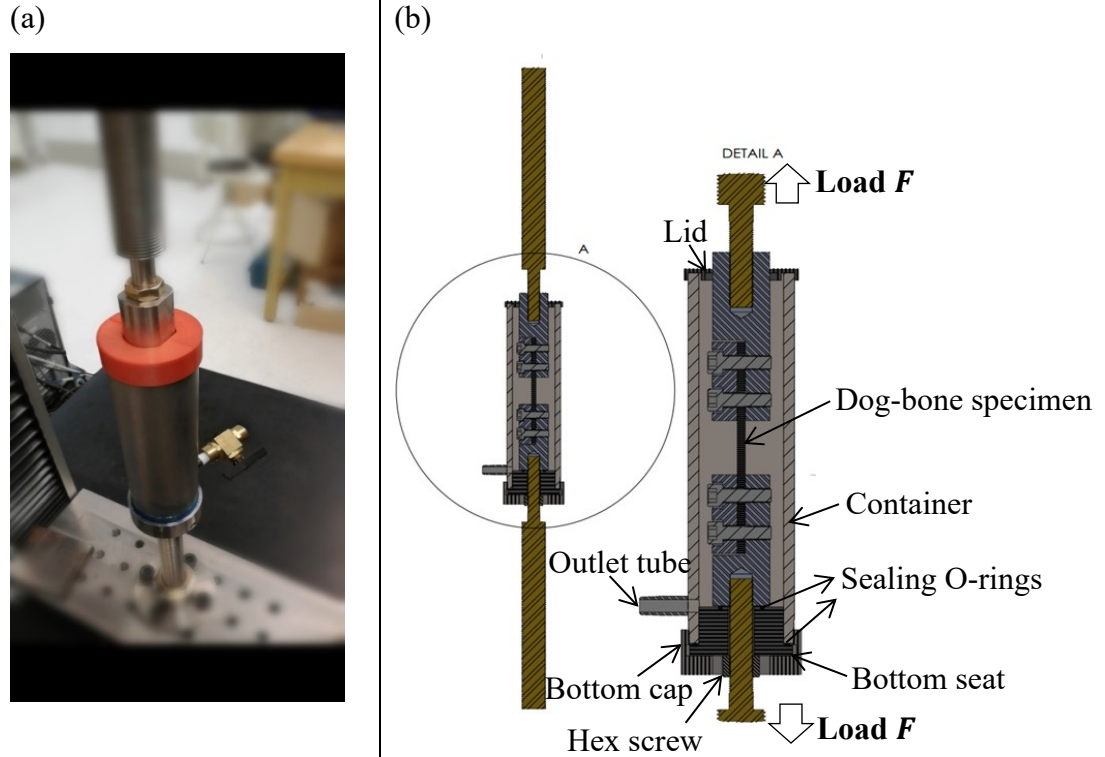 (a)
(b)
DETAIL A
Load F
Lid
A
Dog-bone specimen
Container
Outlet tube
Sealing O-rings
Bottom cap
Bottom seat
Hex screw
Load F